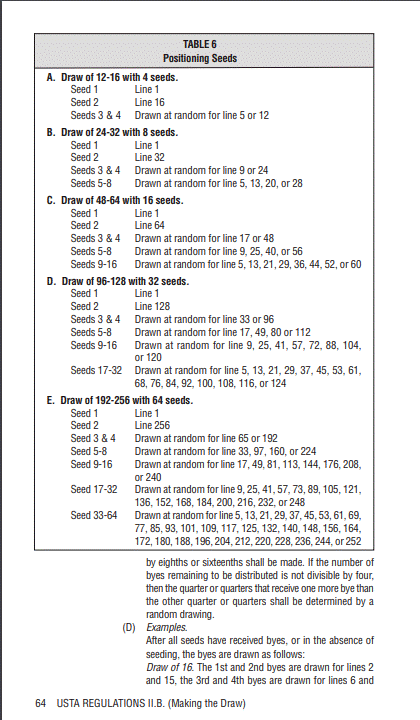 TABLE 6
Positioning Seeds
A. Draw of 12-16 with 4 seeds.
Seed 1 Line 1
Seed 2 Line 16
Seeds 3 & 4 Drawn at random for line 5 or 12
B. Draw of 24-32 with 8 seeds.
Seed 1 Line 1
Seed 2 Line 32
Seeds 3 & 4 Drawn at random for line 9 or 24
Seeds 5-8 Drawn at random for line 5, 13, 20, or 28
C. Draw of 48-64 with 16 seeds.
Seed 1 Line 1
Seed 2 Line 64
Seeds 3 & 4 Drawn at random for line 17 or 48
Seeds 5-8 Drawn at random for line 9, 25, 40, or 56
Seeds 9-16 Drawn at random for line 5, 13, 21, 29, 36, 44, 52, or 60
D. Draw of 96-128 with 32 seeds.
Seed 1 Line 1
Seed 2 Line 128
Seeds 3 & 4 Drawn at random for line 33 or 96
Seeds 5-8 Drawn at random for line 17, 49, 80 or 112
Seeds 9-16 Drawn at random for line 9, 25, 41, 57, 72, 88, 104,
or 120
Seeds 17-32 Drawn at random for line 5, 13, 21, 29, 37, 45, 53, 61,
68, 76, 84, 92, 100, 108, 116, or 124
E. Draw of 192-256 with 64 seeds.
Seed 1 Line 1
Seed 2 Line 256
Seed 3 & 4 Drawn at random for line 65 or 192
Seed 5-8 Drawn at random for line 33, 97, 160, or 224
Seed 9-16 Drawn at random for line 17, 49, 81, 113, 144, 176, 208,
or 240
Seed 17-32 Drawn at random for line 9, 25, 41, 57, 73, 89, 105, 121,
136, 152, 168, 184, 200, 216, 232, or 248
Seed 33-64 Drawn at random for line 5, 13, 21, 29, 37, 45, 53, 61, 69,
77, 85, 93, 101, 109, 117, 125, 132, 140, 148, 156, 164,
172, 180, 188, 196, 204, 212, 220, 228, 236, 244, or 252
by eighths or sixteenths shall be made. If the number of
byes remaining to be distributed is not divisible by four,
then the quarter or quarters that receive one more bye than
the other quarter or quarters shall be determined by a
random drawing.
(D) Examples.
After all seeds have received byes, or in the absence of
seeding, the byes are drawn as follows:
Draw of 16. The 1st and 2nd byes are drawn for lines 2
and 15, the 3rd and 4th byes are drawn for lines 6 and
64 USTA REGULATIONS II.B. (Making the Draw)